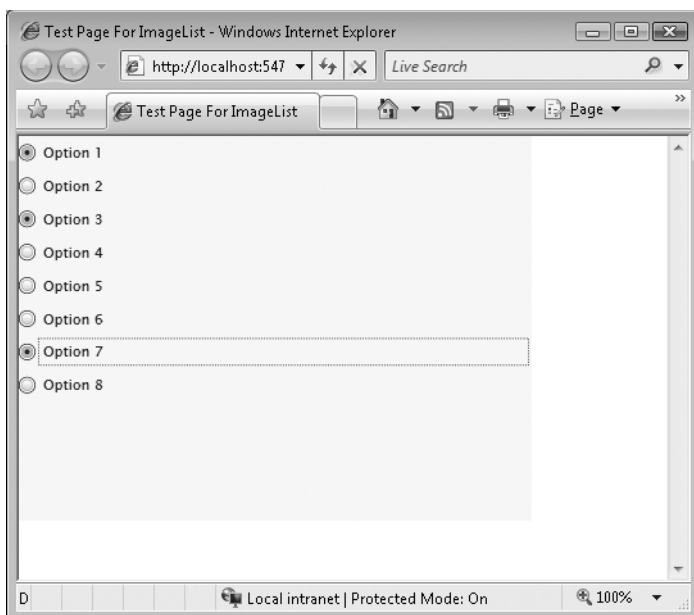 Test Page For ImageList - Windows Internet Explorer
http://localhost:547
Live Search
Test Page For ImageList
Page
Option 1
Option 2
Option 3
Option 4
Option 5
Option 6
Option 7
Option 8
D
Local intranet | Protected Mode: On
100%